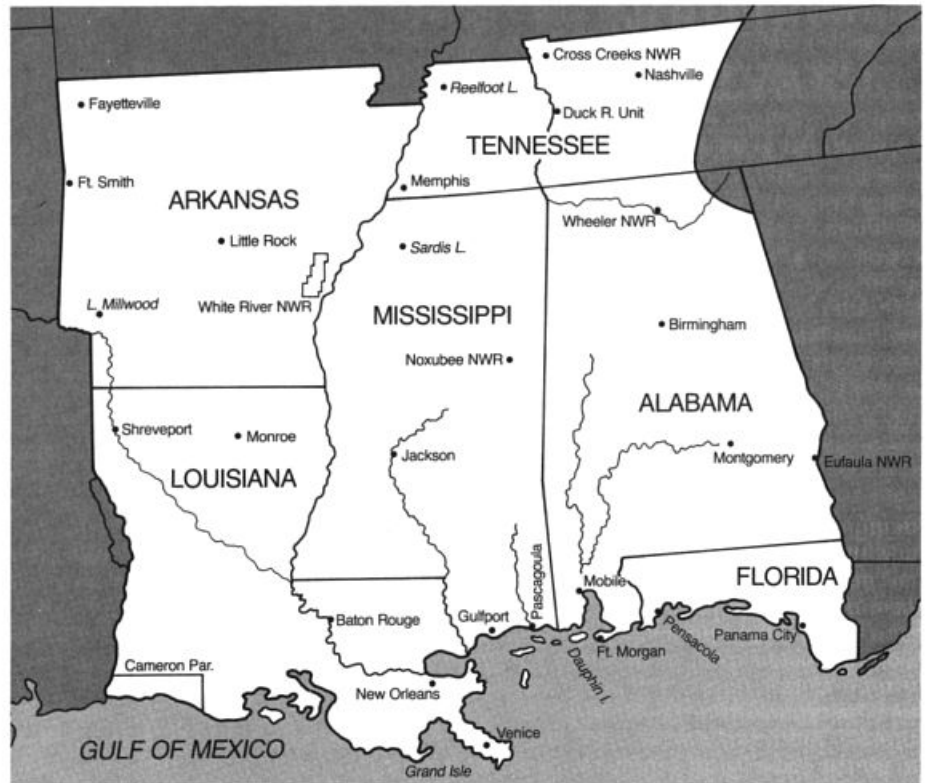 Cross Creeks NWR
Nashville
Reelfoot L.
Fayetteville
Duck R. Unit
TENNESSEE
Ft. Smith
Memphis
ARKANSAS
Wheeler NWR
Little Rock
Sardis L.
L. Millwood
White River NWR
MISSISSIPPI
Birmingham
Noxubee NWR
ALABAMA
Shreveport
Monroe
Jackson
Montgomery
Eufaula NWR
LOUISIANA
FLORIDA
Mobile
Pascagoula
Baton Rouge
Gulfport
Pensacola
Panama City
Dauphin I.
Ft. Morgan
Cameron Par.
New Orleans
Venice
GULF OF MEXICO
Grand Isle